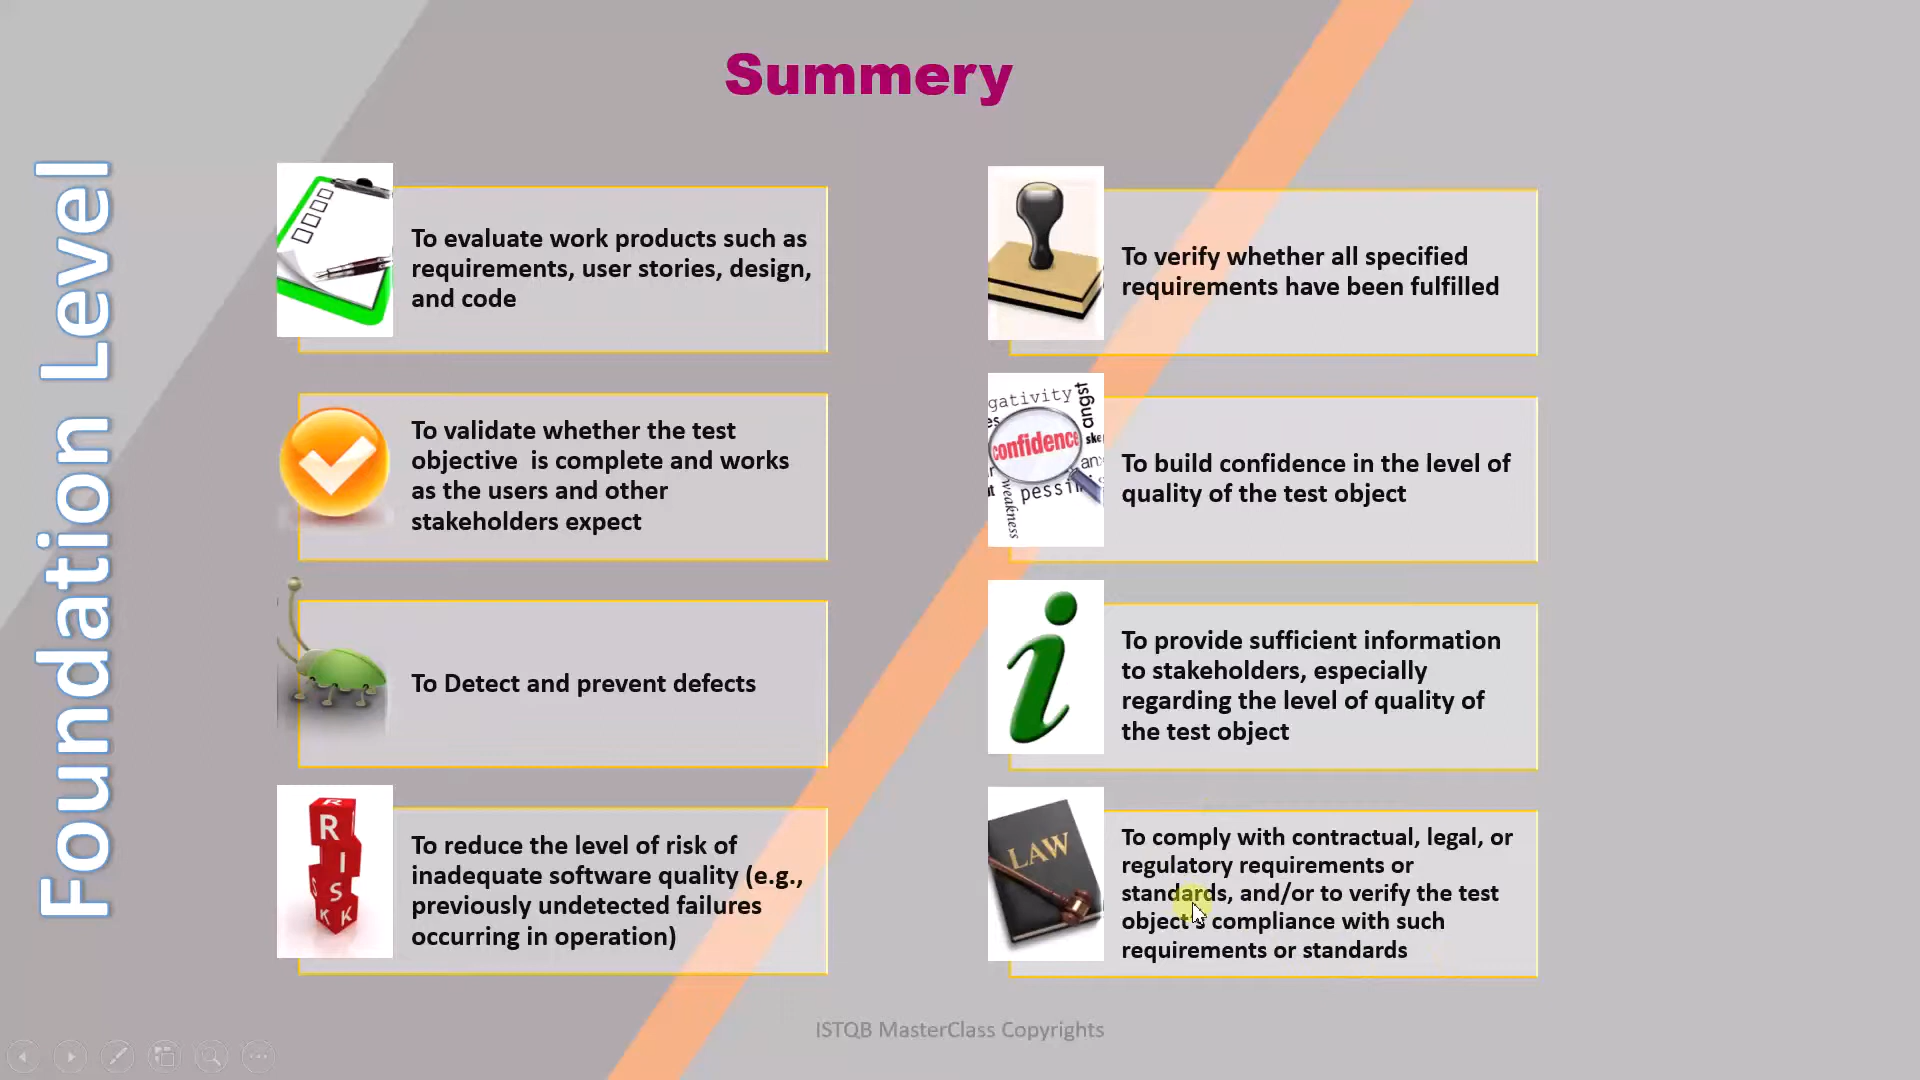 Summery
Foundation Level
To evaluate work products such as
requirements, user stories, design,
and code
To verify whether all specified
requirements have been fulfilled
To validate whether the test
objective  is complete and works
as the users and other
stakeholders expect
gativity
angst
confidence
weakness
To build confidence in the level of
quality of the test object
To Detect and prevent defects
i
To provide sufficient information
to stakeholders, especially
regarding the level of quality of
the test object
R
I
S
K
To reduce the level of risk of
inadequate software quality (e.g.,
previously undetected failures
occurring in operation)
LAW
To comply with contractual, legal, or
regulatory requirements or
standards, and/or to verify the test
object's compliance with such
requirements or standards
ISTQB MasterClass Copyrights